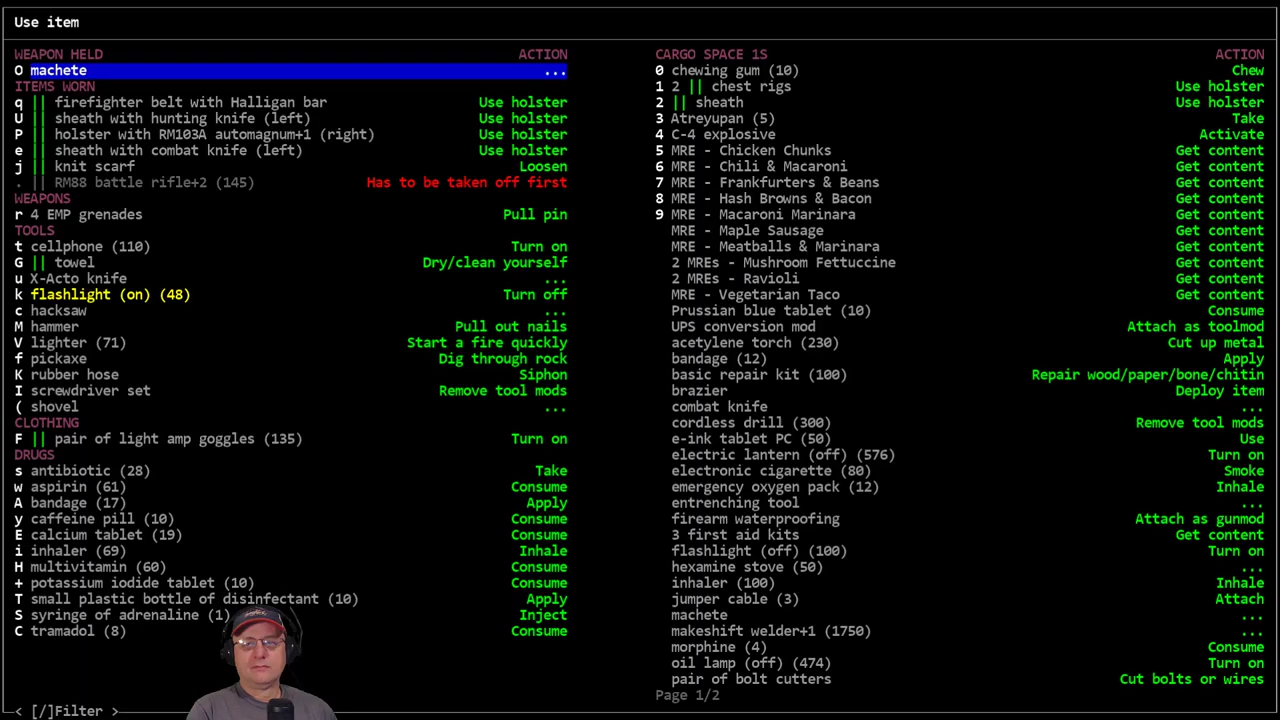 Use item
WEAPON HELD ACTION
O machete ...
ITEMS WORN
q || firefighter belt with Halligan bar Use holster
U || sheath with hunting knife (left) Use holster
P || holster with RM103A automagnum+1 (right) Use holster
e || sheath with combat knife (left) Use holster
j || knit scarf Loosen
. || RM88 battle rifle+2 (145) Has to be taken off first
WEAPONS
r 4 EMP grenades Pull pin
TOOLS
t cellphone (110) Turn on
G || towel Dry/clean yourself
u X-Acto knife ...
k flashlight (on) (48) Turn off
c hacksaw ...
M hammer Pull out nails
V lighter (71) Start a fire quickly
f pickaxe Dig through rock
K rubber hose Siphon
I screwdriver set Remove tool mods
( shovel ...
CLOTHING
F || pair of light amp goggles (135) Turn on
DRUGS
s antibiotic (28) Take
w aspirin (61) Consume
A bandage (17) Apply
y caffeine pill (10) Consume
E calcium tablet (19) Consume
i inhaler (69) Inhale
H multivitamin (60) Consume
+ potassium iodide tablet (10) Consume
T small plastic bottle of disinfectant (10) Apply
S syringe of adrenaline (1) Inject
C tramadol (8) Consume
CARGO SPACE 1S ACTION
0 chewing gum (10) Chew
1 2 || chest rigs Use holster
2 || sheath Use holster
3 Atreyupan (5) Take
4 C-4 explosive Activate
5 MRE - Chicken Chunks Get content
6 MRE - Chili & Macaroni Get content
7 MRE - Frankfurters & Beans Get content
8 MRE - Hash Browns & Bacon Get content
9 MRE - Macaroni Marinara Get content
MRE - Maple Sausage Get content
MRE - Meatballs & Marinara Get content
2 MREs - Mushroom Fettuccine Get content
2 MREs - Ravioli Get content
MRE - Vegetarian Taco Get content
Prussian blue tablet (10) Consume
UPS conversion mod Attach as toolmod
acetylene torch (230) Cut up metal
bandage (12) Apply
basic repair kit (100) Repair wood/paper/bone/chitin
brazier Deploy item
combat knife ...
cordless drill (300) Remove tool mods
e-ink tablet PC (50) Use
electric lantern (off) (576) Turn on
electronic cigarette (80) Smoke
emergency oxygen pack (12) Inhale
entrenching tool ...
firearm waterproofing Attach as gunmod
3 first aid kits Get content
flashlight (off) (100) Turn on
hexamine stove (50) ...
inhaler (100) Inhale
jumper cable (3) Attach
machete ...
makeshift welder+1 (1750) ...
morphine (4) Consume
oil lamp (off) (474) Turn on
pair of bolt cutters Cut bolts or wires
Page 1/2
< [/]Filter >